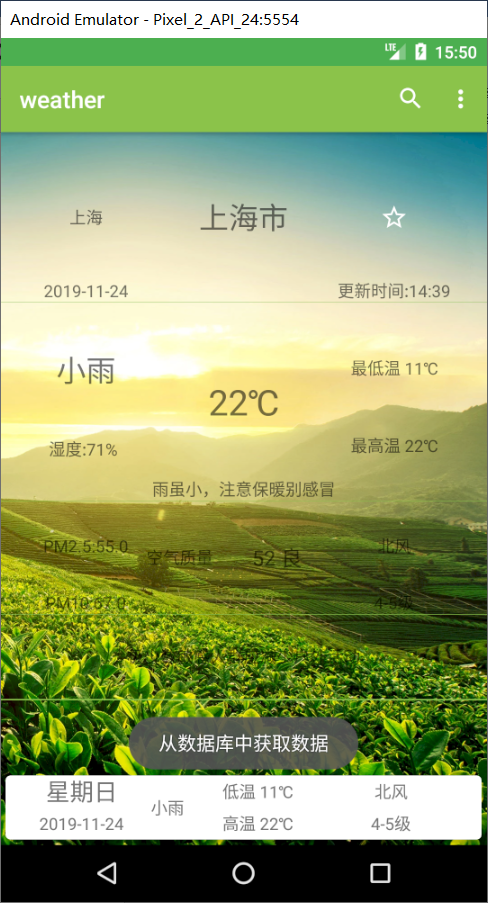 Android Emulator - Pixel_2_API_24:5554
LTE 15:50
weather
上海 上海市
2019-11-24 更新时间:14:39
小雨 最低温 11℃
22℃
湿度:71% 最高温 22℃
雨虽小，注意保暖别感冒
PM2.5:55.0 空气质量 52 良 北风
PM10:57.0 4-5级
从数据库中获取数据
星期日 小雨 低温 11℃ 北风
2019-11-24 高温 22℃ 4-5级